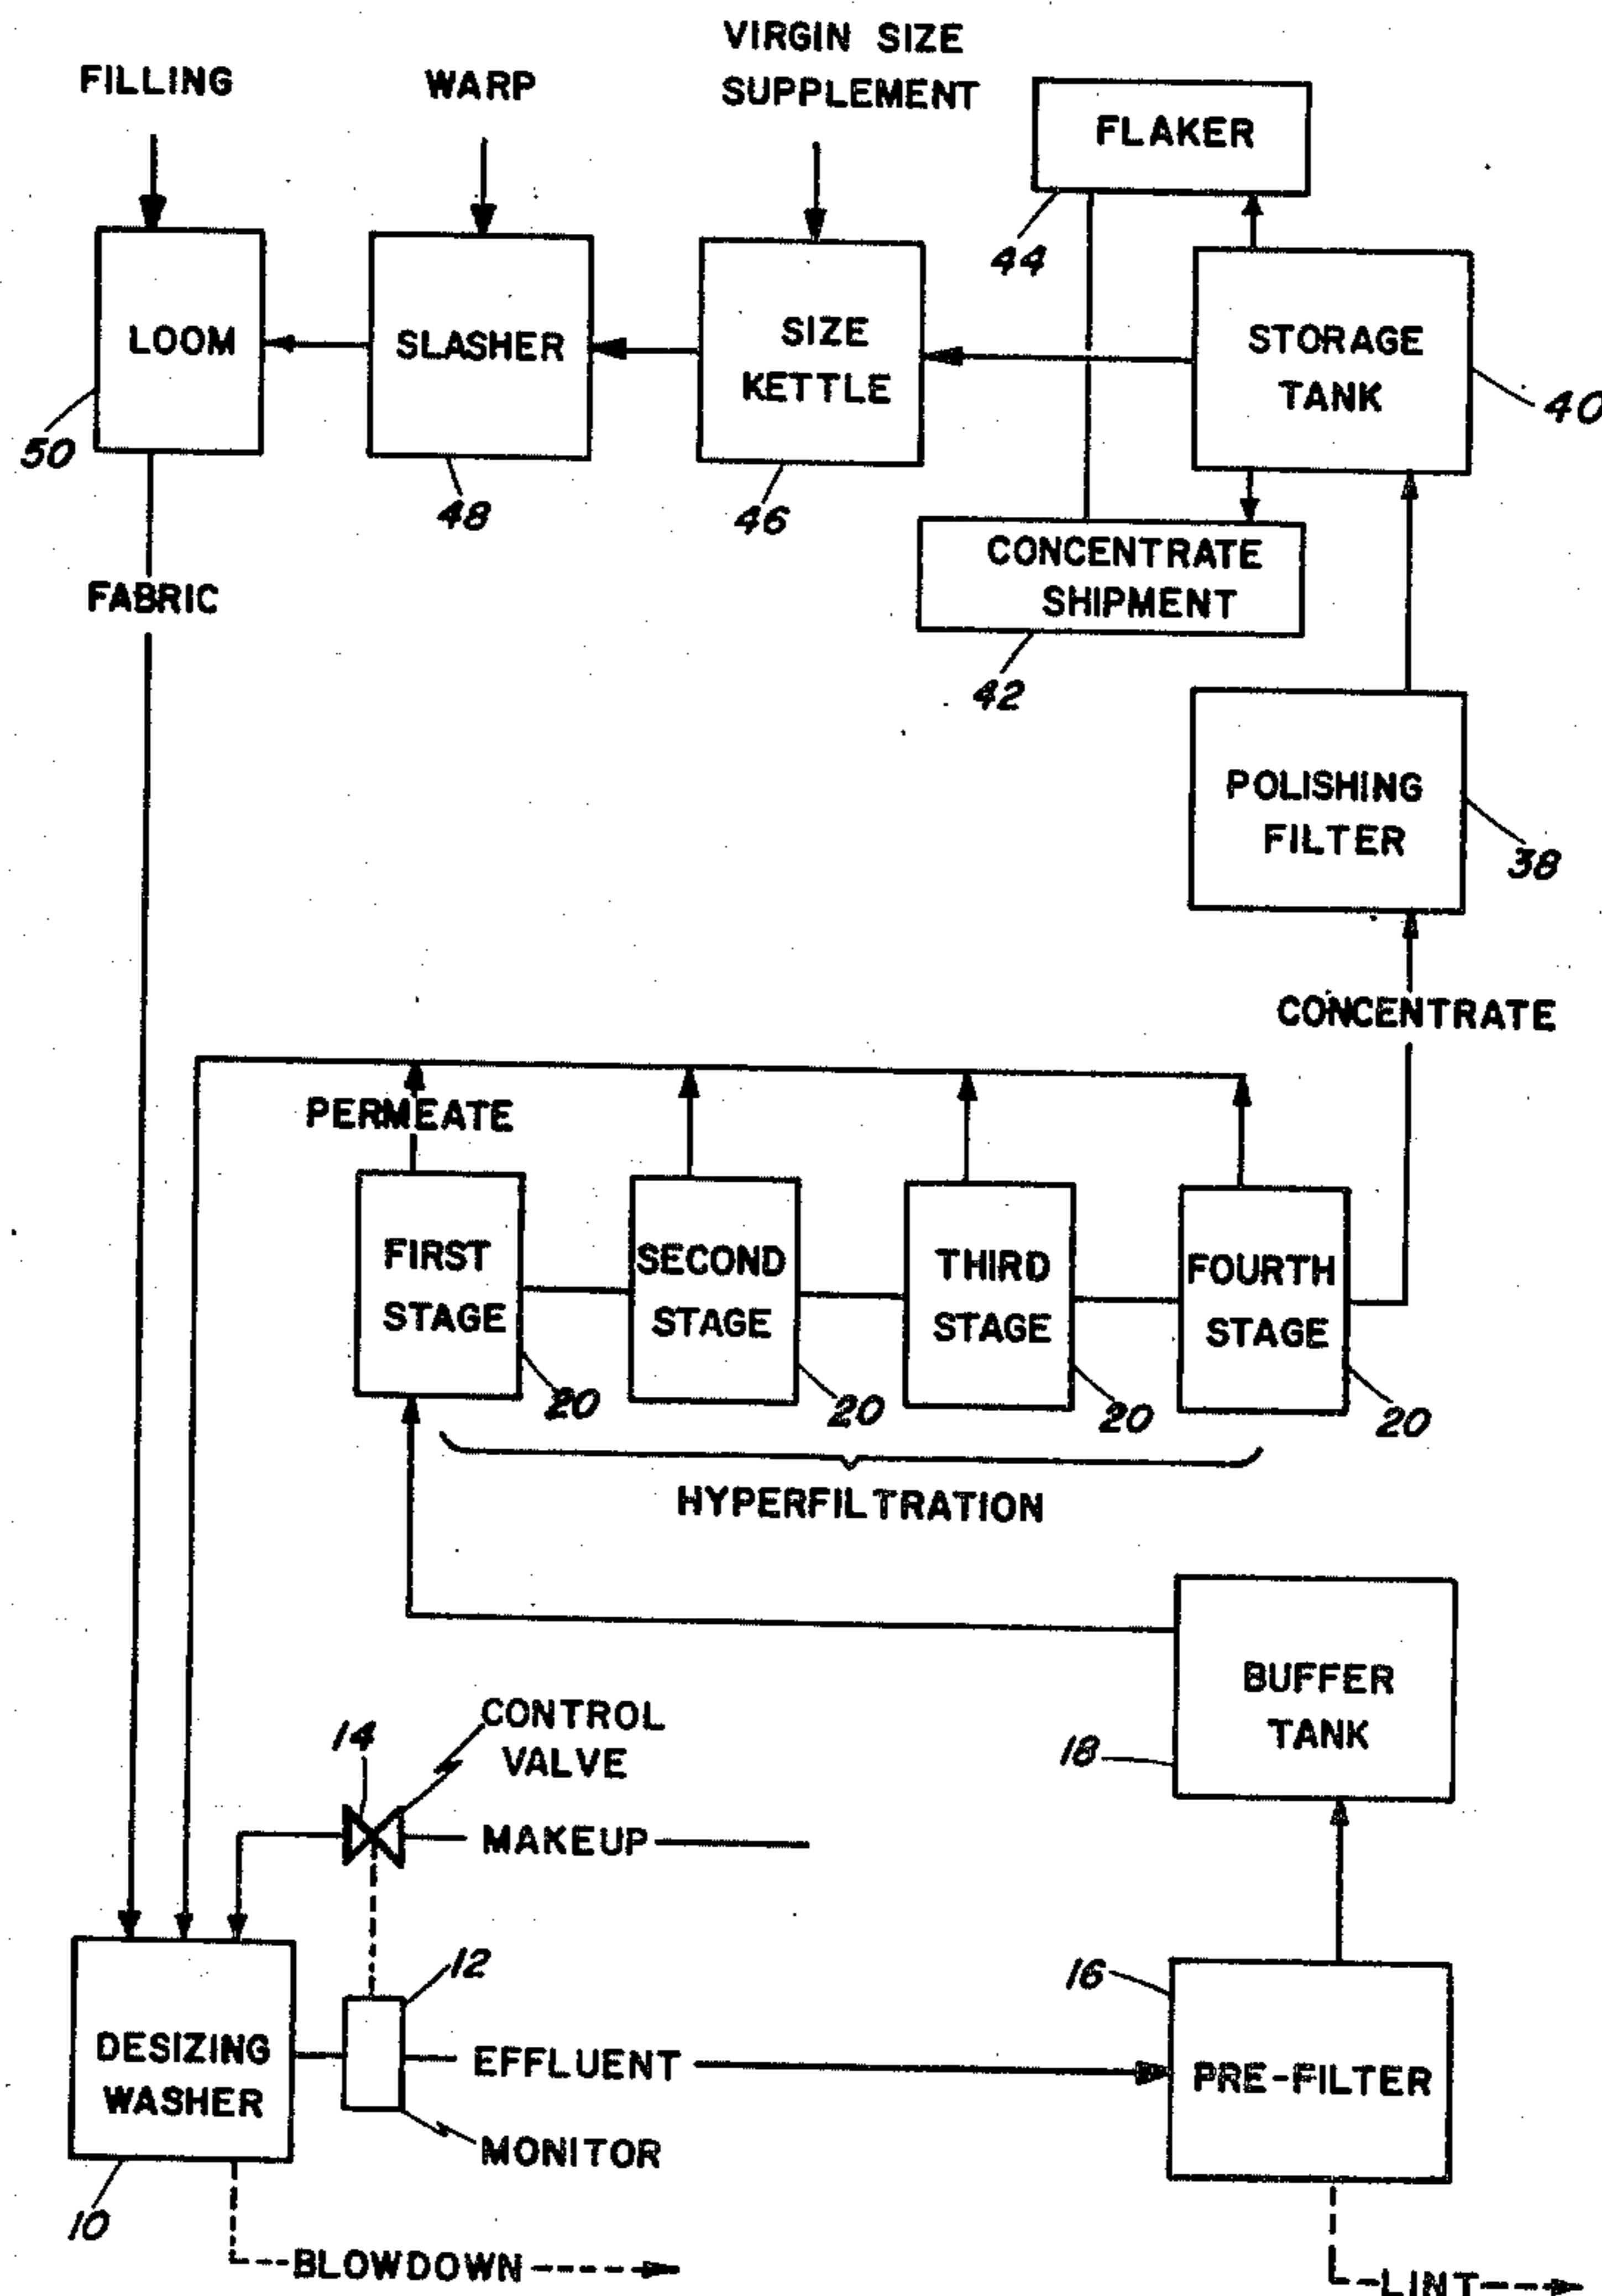 VIRGIN SIZE
SUPPLEMENT
FILLING
WARP
FLAKER
44
LOOM
50
SLASHER
48
SIZE
KETTLE
46
STORAGE
TANK
40
CONCENTRATE
SHIPMENT
42
FABRIC
POLISHING
FILTER
38
CONCENTRATE
PERMEATE
FIRST
STAGE
20
SECOND
STAGE
20
THIRD
STAGE
20
FOURTH
STAGE
20
HYPERFILTRATION
BUFFER
TANK
18
14
CONTROL
VALVE
MAKEUP
12
16
DESIZING
WASHER
EFFLUENT
PRE-FILTER
MONITOR
10
BLOWDOWN
LINT